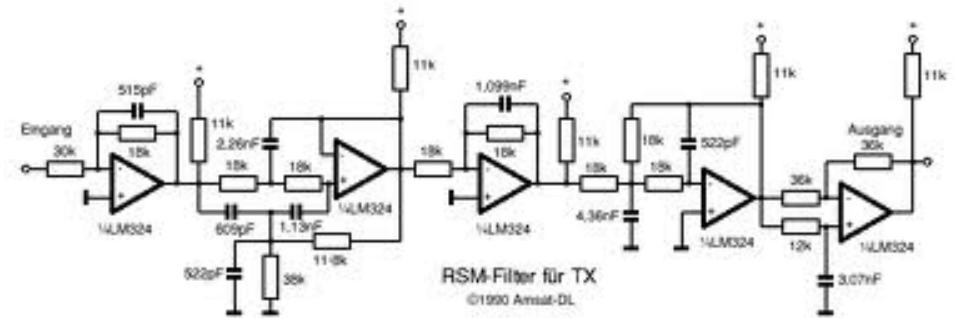 +
+
+
+
+
11k
11k
11k
515pF
1.099nF
Eingang
11k
2.26nF
11k
18k
522pF
Ausgang
36k
30k
18k
18k
18k
18k
18k
18k
18k
36k
¼LM324
¼LM324
¼LM324
4.36nF
609pF
1.13nF
¼LM324
12k
¼LM324
522pF
38k
11·8k
3.07nF
RSM-Filter für TX
©1990 Amsat-DL